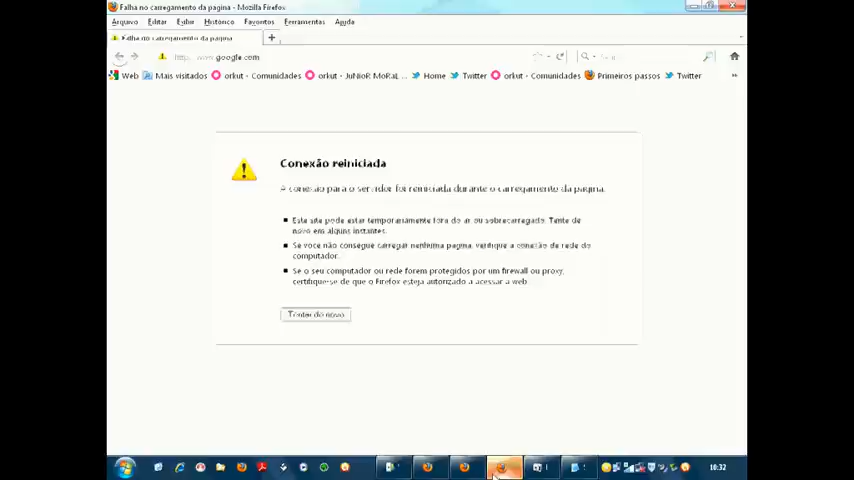 Falha no carregamento da página - Mozilla Firefox
Arquivo Editar Exibir Histórico Favoritos Ferramentas Ajuda
Falha no carregamento da página
http://www.google.com
Web Mais visitados orkut - Comunidades orkut - JuNioR MoRaL ... Home Twitter orkut - Comunidades Primeiros passos Twitter
Conexão reiniciada
A conexão para o servidor foi reiniciada durante o carregamento da página.
Este site pode estar temporariamente fora do ar ou sobrecarregado. Tente de
novo em alguns instantes.
Se você não consegue carregar nenhuma página, verifique a conexão de rede do
computador.
Se o seu computador ou rede forem protegidos por um firewall ou proxy,
certifique-se de que o Firefox esteja autorizado a acessar a web.
Tentar de novo
10:32